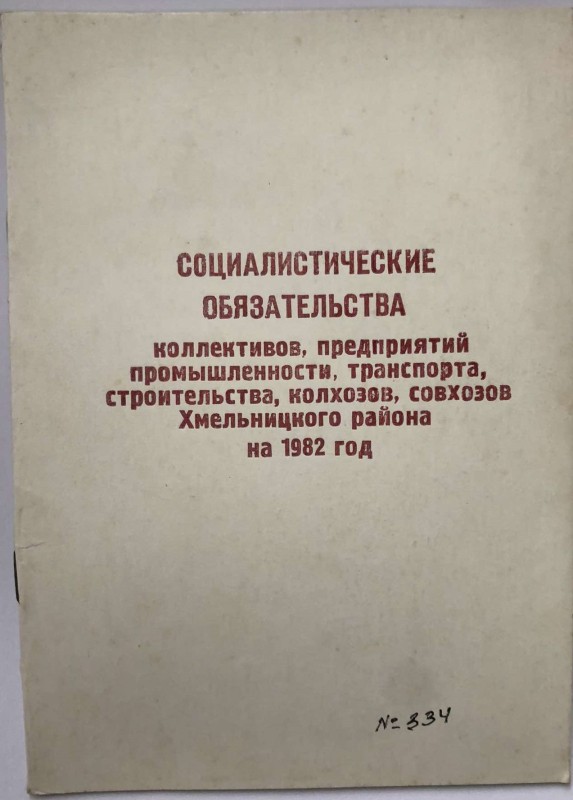 СОЦИАЛИСТИЧЕСКИЕ
ОБЯЗАТЕЛЬСТВА
коллективов, предприятий
промышленности, транспорта,
строительства, колхозов, совхозов
Хмельницкого района
на 1982 год
№ 334